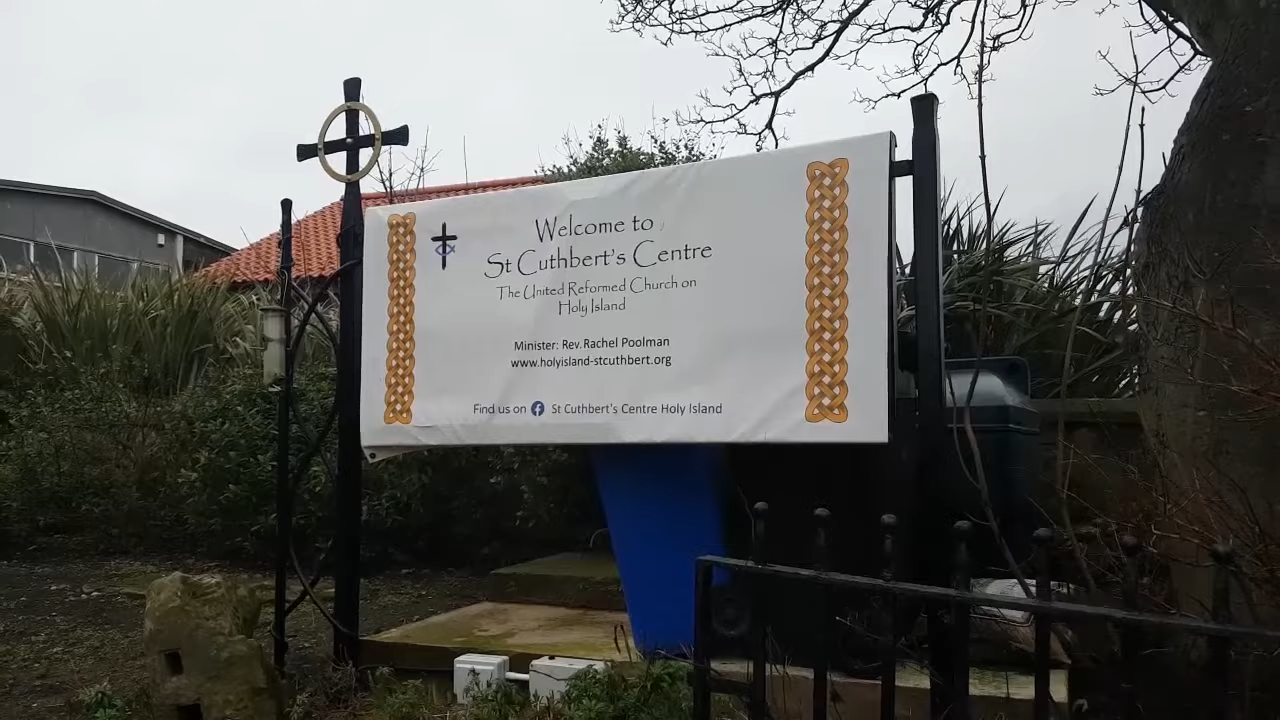 Welcome to
St Cuthbert's Centre
The United Reformed Church on
Holy Island
Minister: Rev. Rachel Poolman
www.holyisland-stcuthbert.org
Find us on St Cuthbert's Centre Holy Island